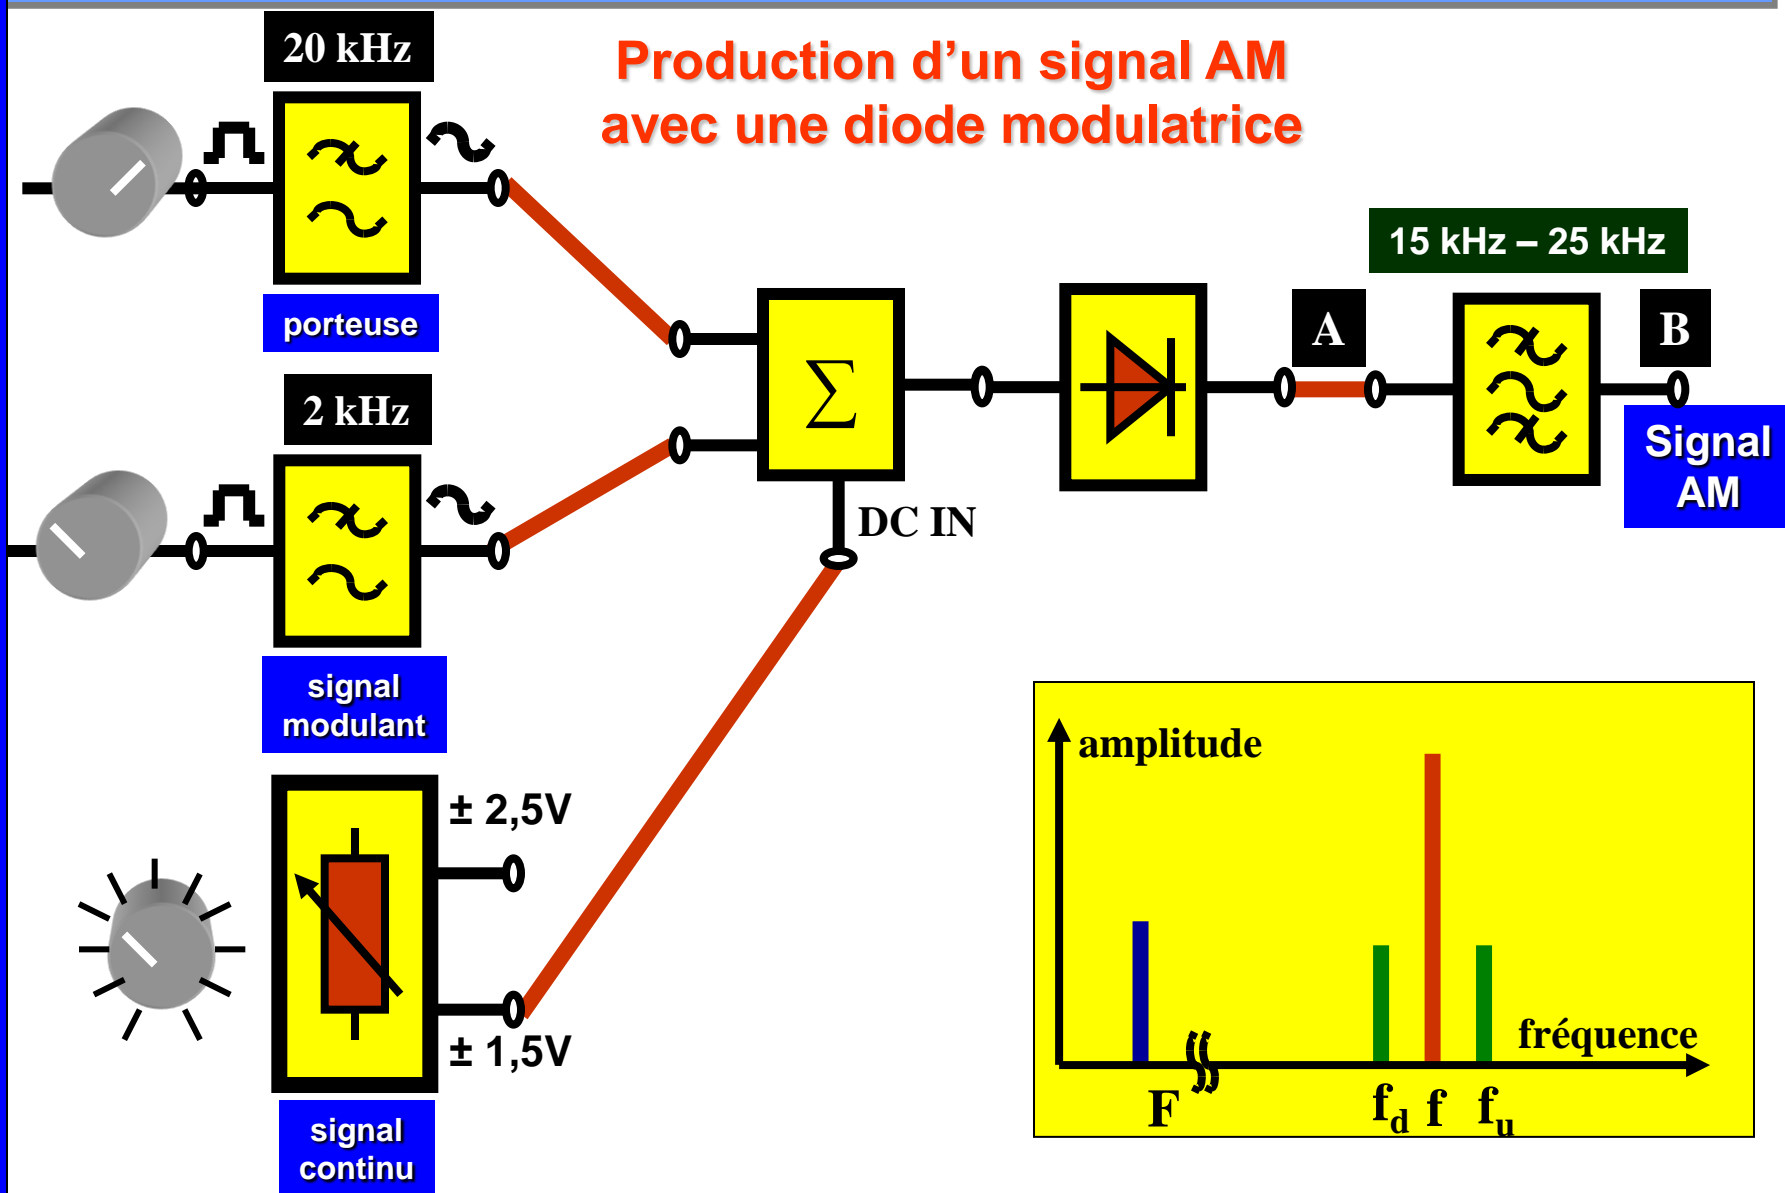 20 kHz
Production d’un signal AM
avec une diode modulatrice
15 kHz – 25 kHz
porteuse
A
B
2 kHz
∑
Signal
AM
DC IN
signal
modulant
± 2,5V
amplitude
± 1,5V
fréquence
F
fd f fu
signal
continu